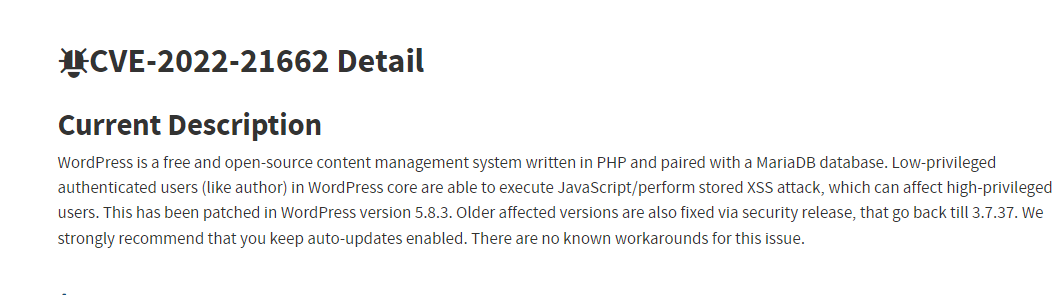 CVE-2022-21662 Detail
Current Description
WordPress is a free and open-source content management system written in PHP and paired with a MariaDB database. Low-privileged
authenticated users (like author) in WordPress core are able to execute JavaScript/perform stored XSS attack, which can affect high-privileged
users. This has been patched in WordPress version 5.8.3. Older affected versions are also fixed via security release, that go back till 3.7.37. We
strongly recommend that you keep auto-updates enabled. There are no known workarounds for this issue.